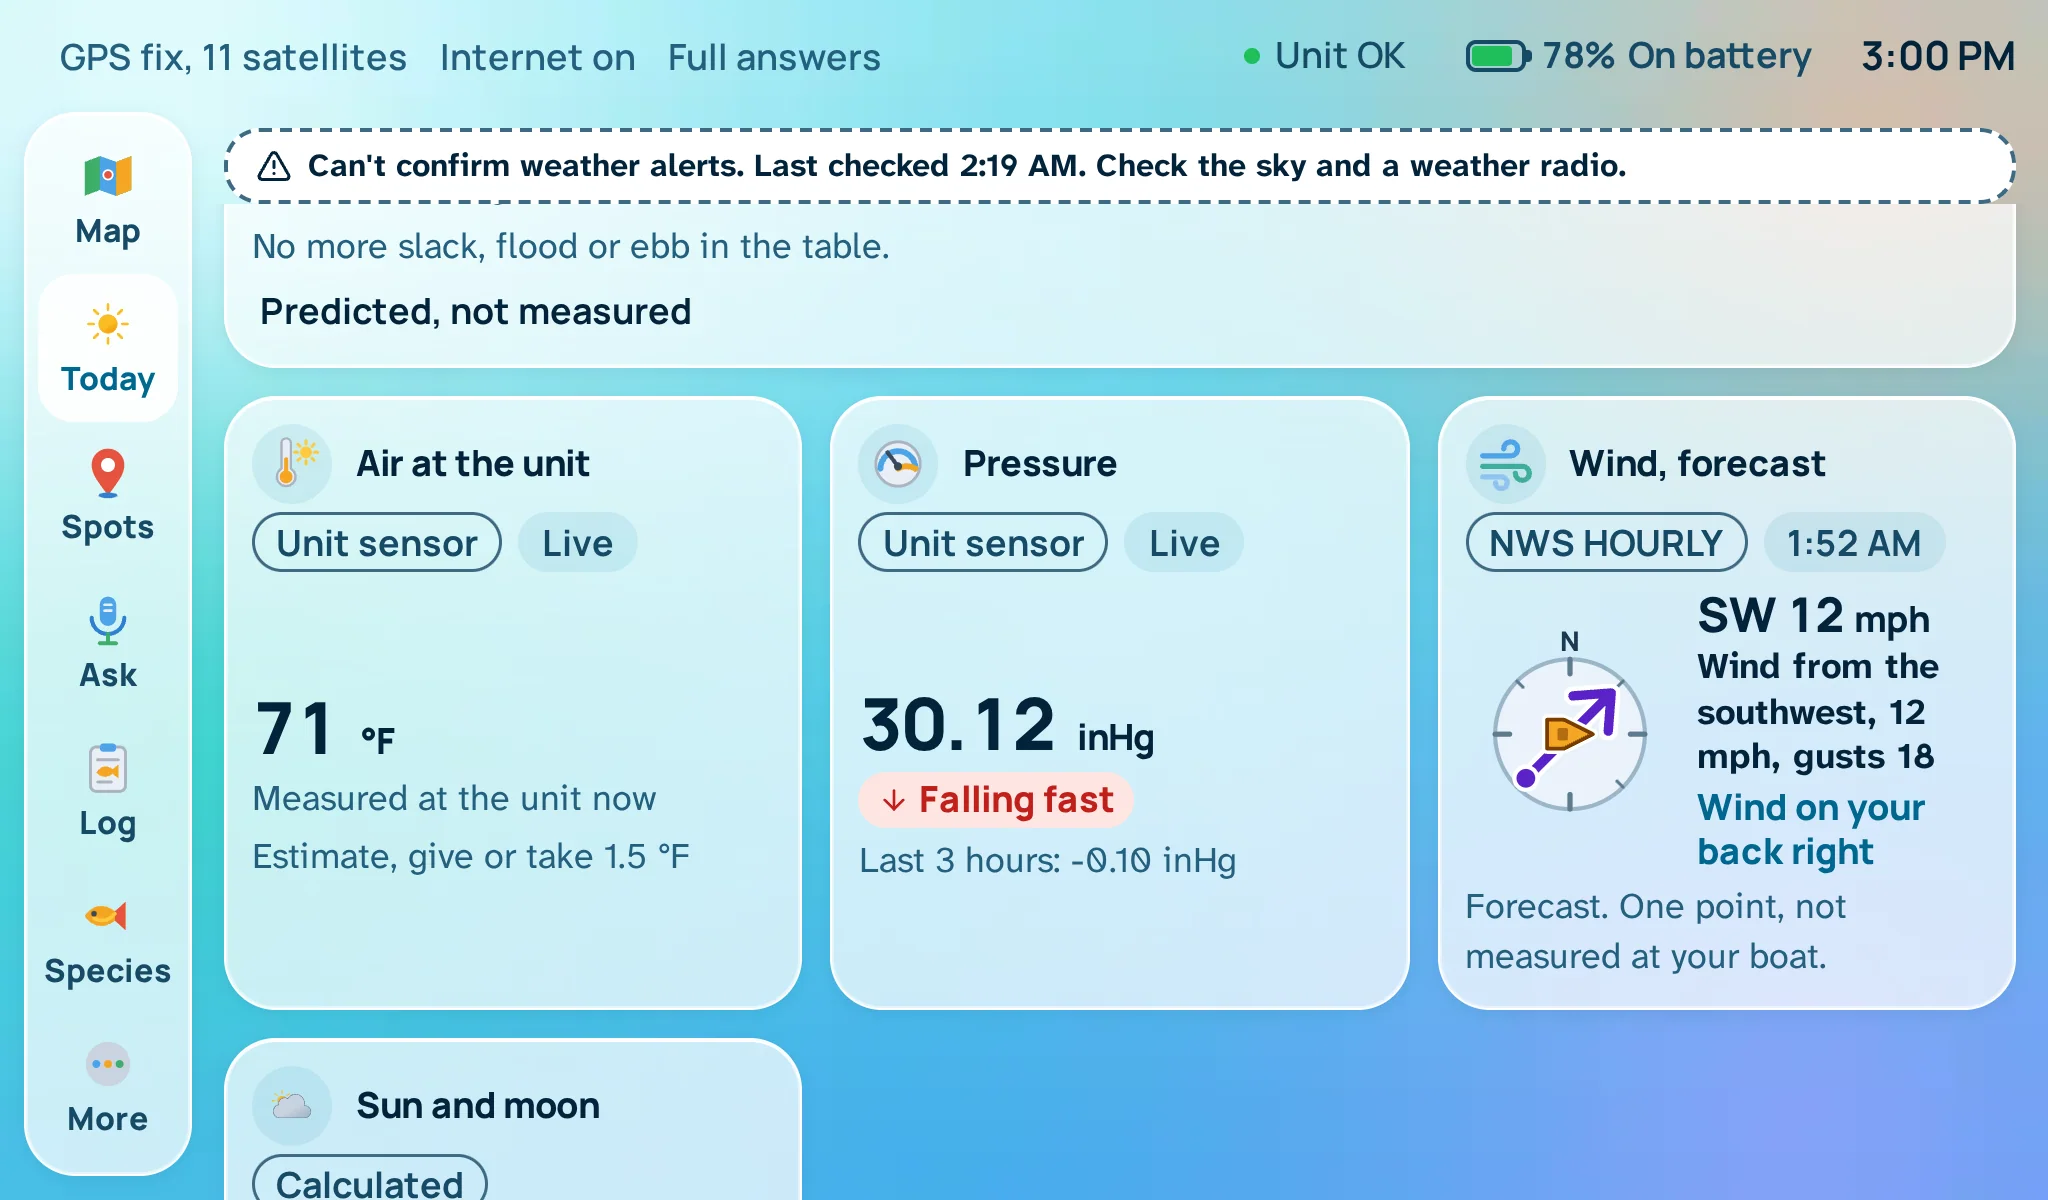 GPS fix, 11 satellites Internet on Full answers
Unit OK 78% On battery 3:00 PM
Map
Today
Spots
Ask
Log
Species
More
Can't confirm weather alerts. Last checked 2:19 AM. Check the sky and a weather radio.
No more slack, flood or ebb in the table.
Predicted, not measured
Air at the unit
Unit sensor Live
71 °F
Measured at the unit now
Estimate, give or take 1.5 °F
Pressure
Unit sensor Live
30.12 inHg
↓ Falling fast
Last 3 hours: -0.10 inHg
Wind, forecast
NWS HOURLY 1:52 AM
N
SW 12 mph
Wind from the
southwest, 12
mph, gusts 18
Wind on your
back right
Forecast. One point, not
measured at your boat.
Sun and moon
Calculated